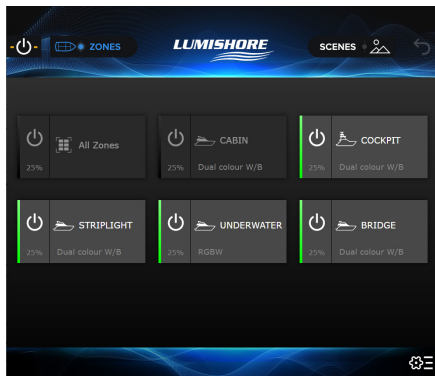 ZONES
LUMISHORE
SCENES
All Zones
25%
CABIN
25% Dual colour W/B
COCKPIT
25% Dual colour W/B
STRIPLIGHT
25% Dual colour W/B
UNDERWATER
25% RGBW
BRIDGE
25% Dual colour W/B